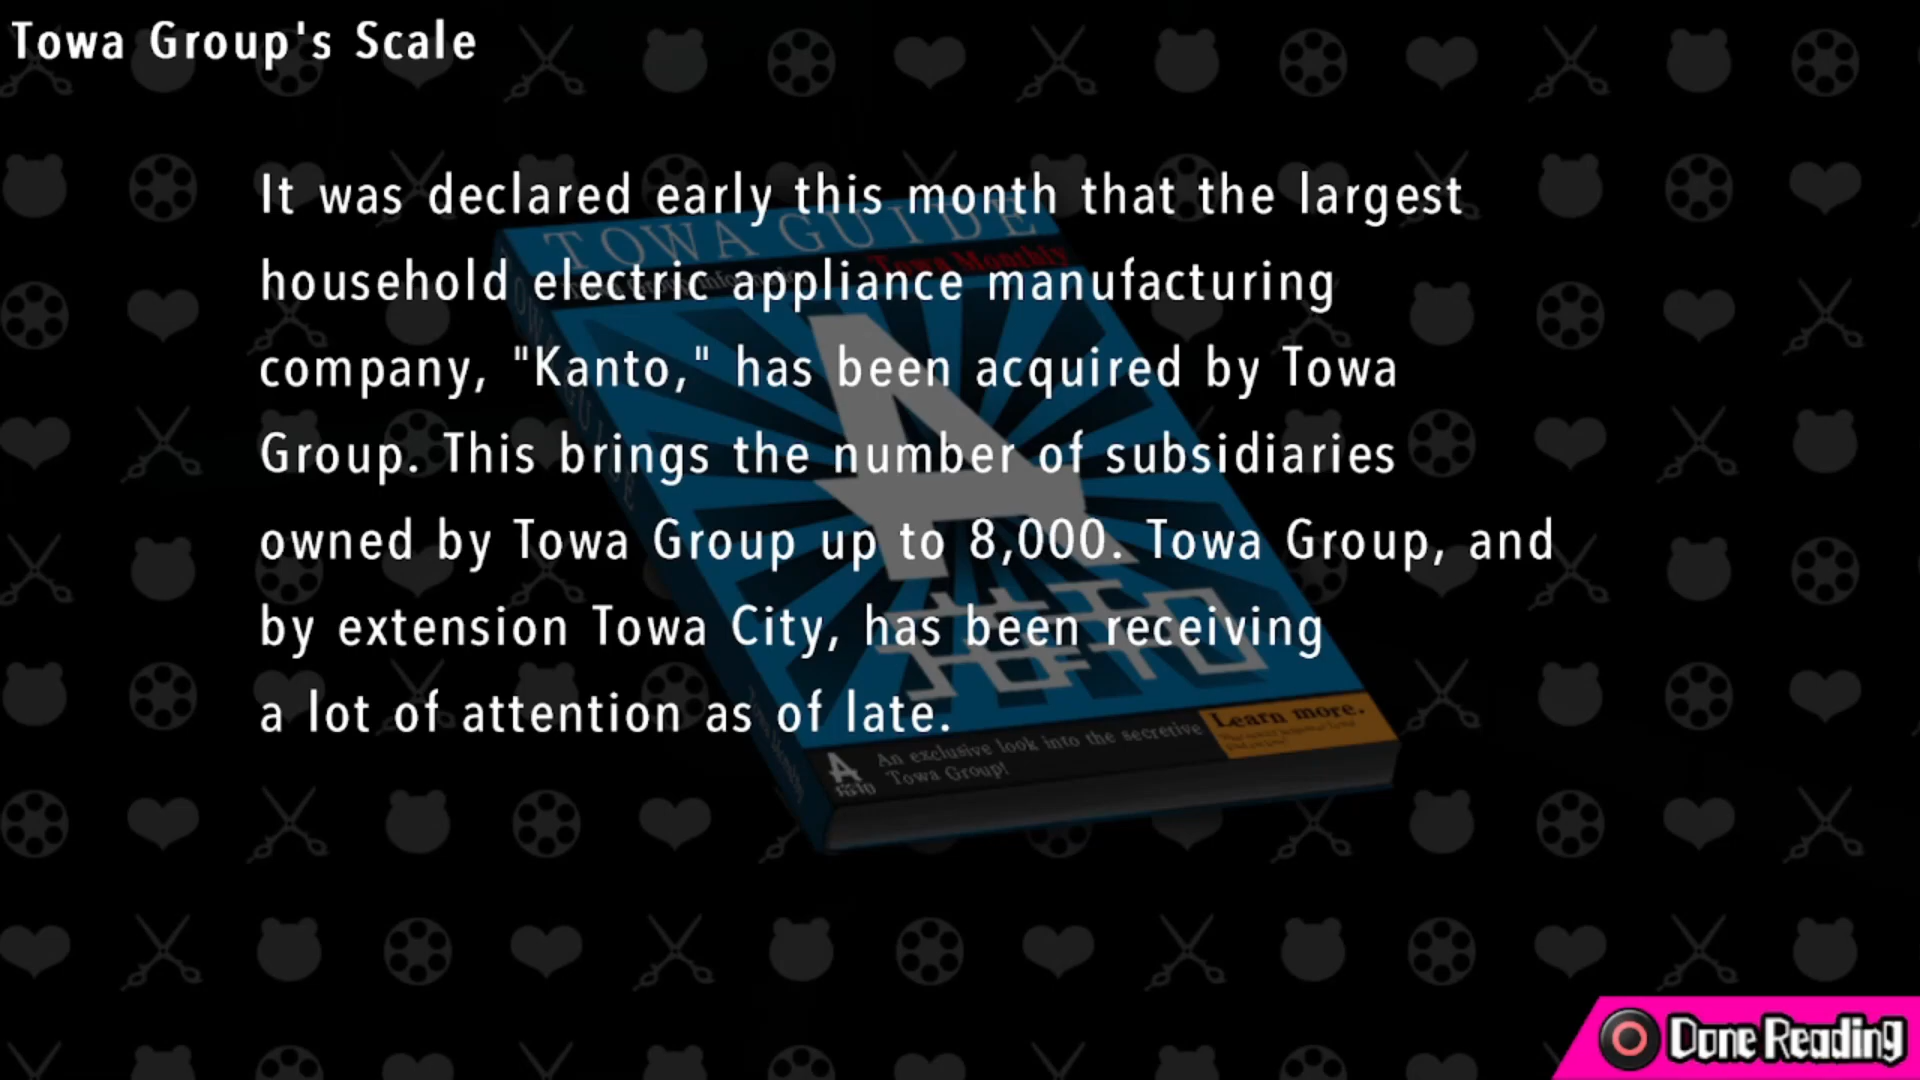 Towa Group's Scale
It was declared early this month that the largest
household electric appliance manufacturing
company, "Kanto," has been acquired by Towa
Group. This brings the number of subsidiaries
owned by Towa Group up to 8,000. Towa Group, and
by extension Towa City, has been receiving
a lot of attention as of late.
TOWA GUIDE
Towa Monthly
Learn more.
An exclusive look into the secretive
Towa Group!
Done Reading